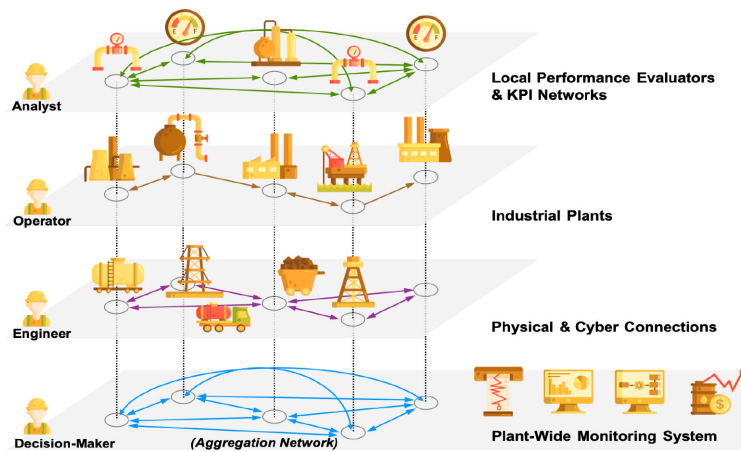 E F
E F
Local Performance Evaluators
& KPI Networks
Analyst
Industrial Plants
Operator
Physical & Cyber Connections
Engineer
$
(Aggregation Network)
Decision-Maker
Plant-Wide Monitoring System